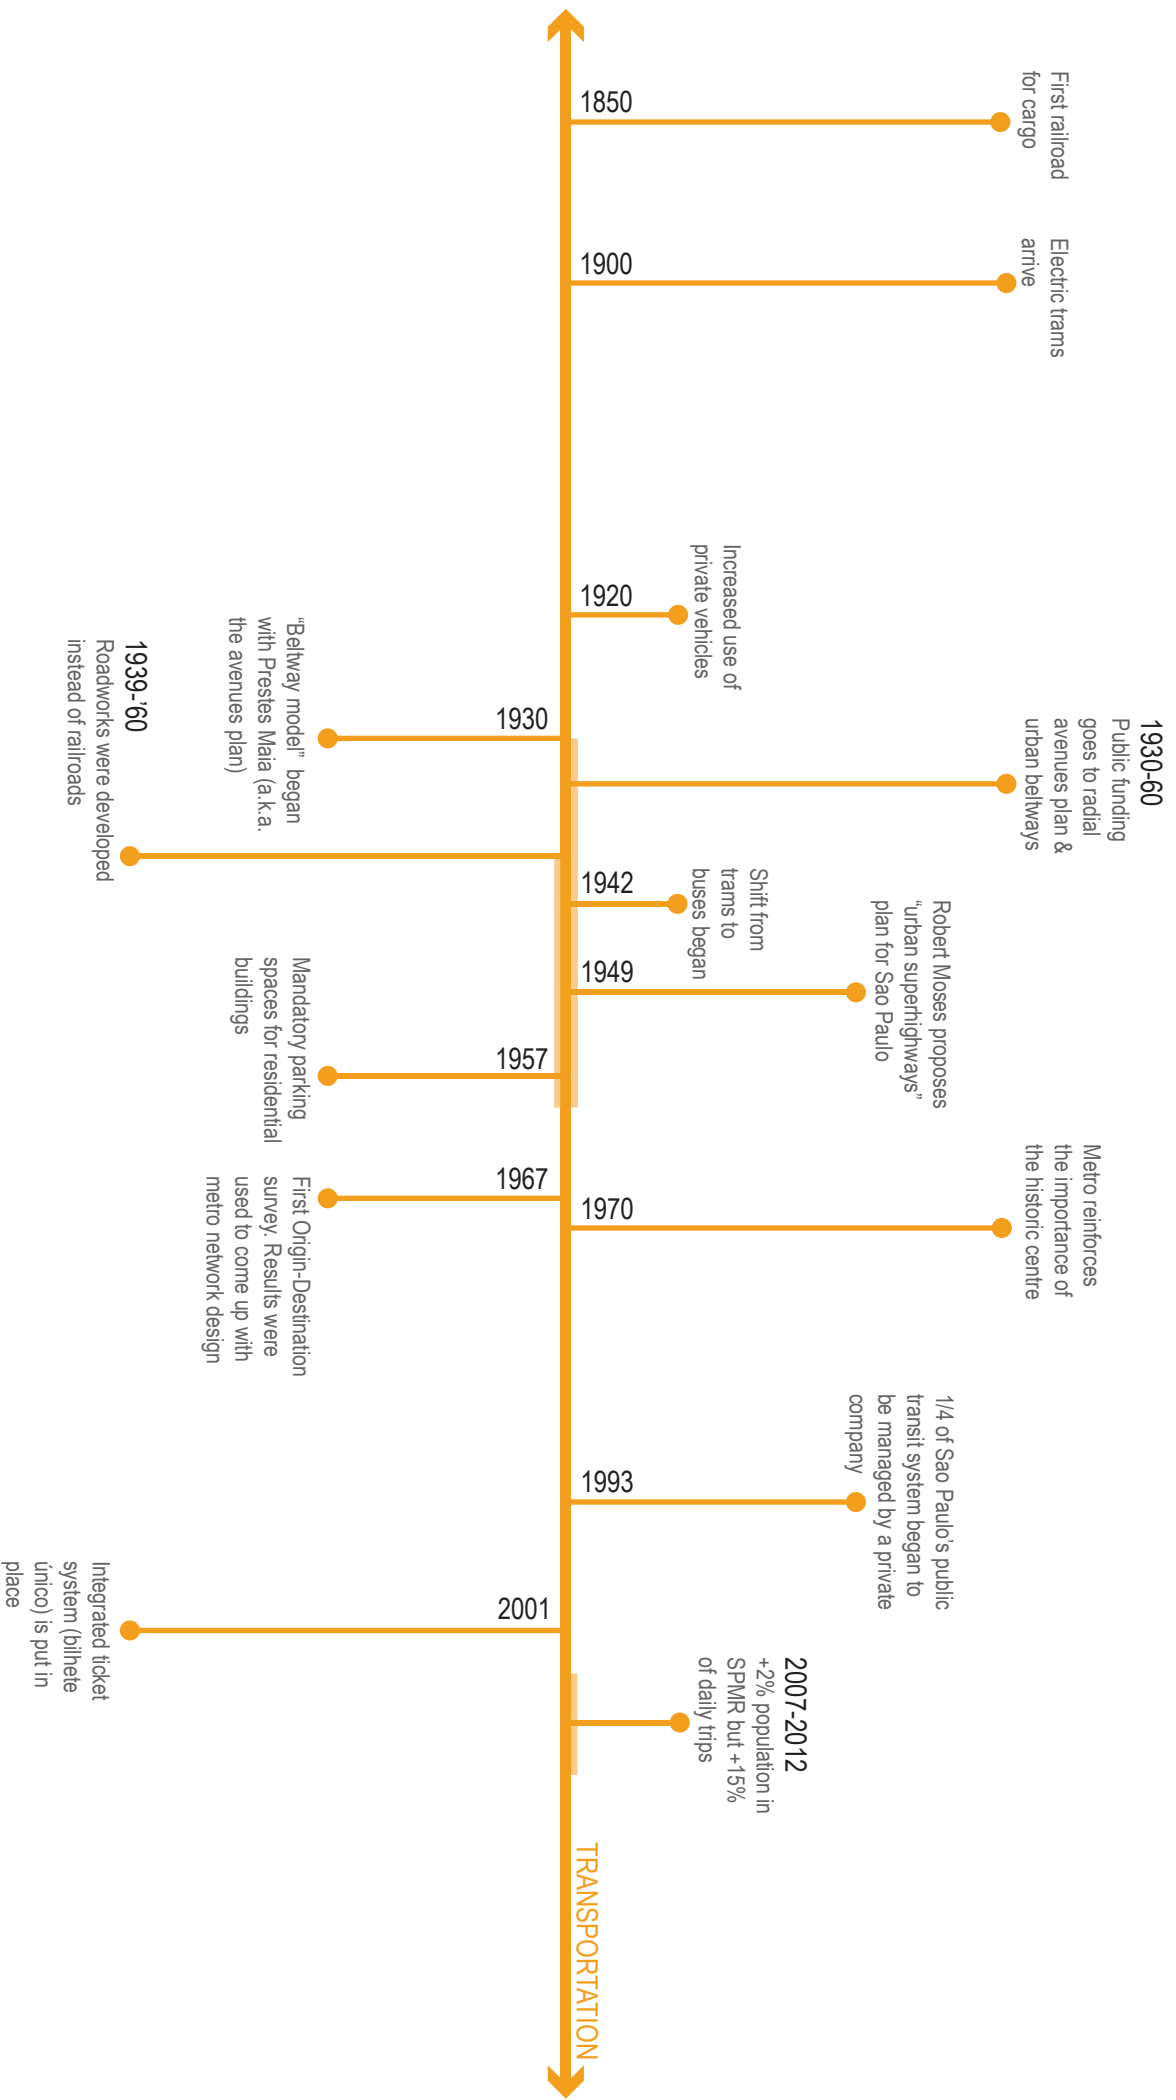 1850
First railroad
for cargo
1900
Electric trams
arrive
1920
Increased use of
private vehicles
1930
“Beltway model” began
with Prestes Maia (a.k.a.
the avenues plan)
1930-60
Public funding
goes to radial
avenues plan &
urban beltways
1939-’60
Roadworks were developed
instead of railroads
1942
Shift from
trams to
buses began
1949
Robert Moses proposes
“urban superhighways”
plan for Sao Paulo
1957
Mandatory parking
spaces for residential
buildings
1967
First Origin-Destination
survey. Results were
used to come up with
metro network design
1970
Metro reinforces
the importance of
the historic centre
1993
1/4 of Sao Paulo’s public
transit system began to
be managed by a private
company
2001
Integrated ticket
system (bilhete
único) is put in
place
2007-2012
+2% population in
SPMR but +15%
of daily trips
TRANSPORTATION